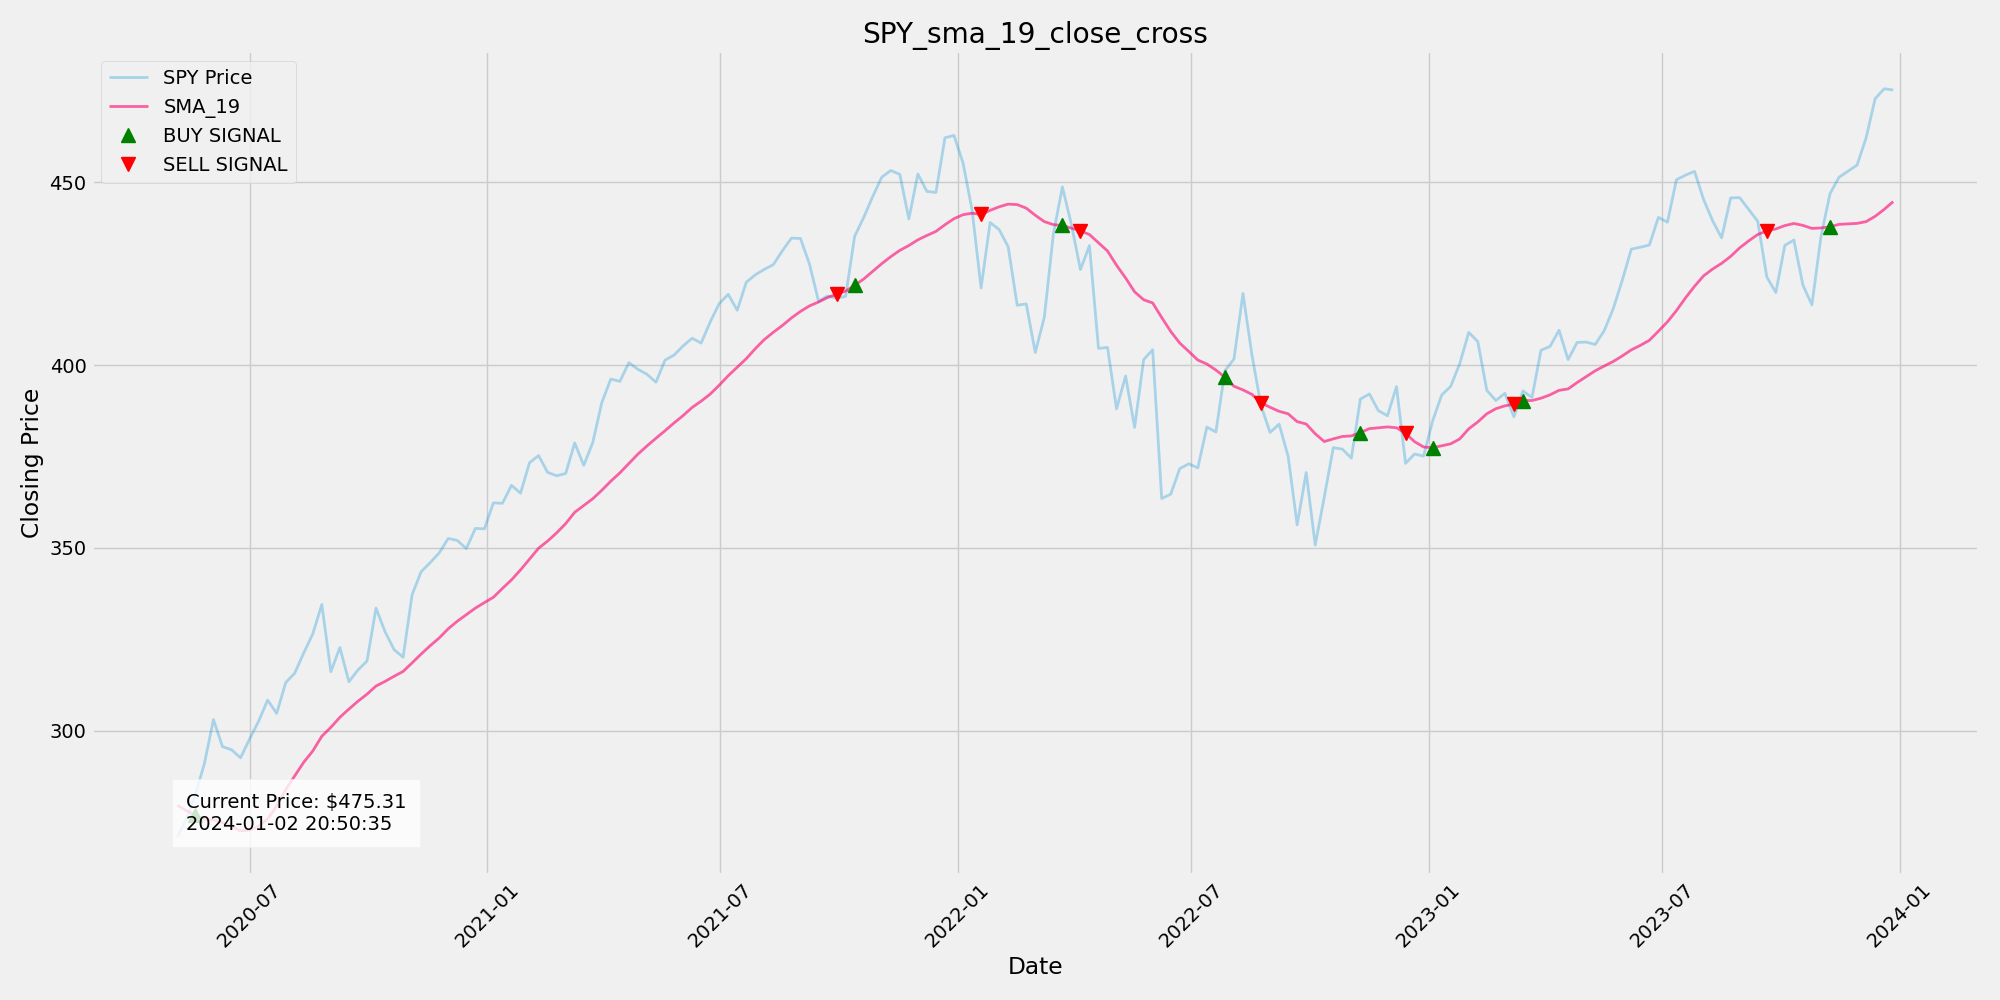 SPY_sma_19_close_cross
SPY Price
SMA_19
BUY SIGNAL
SELL SIGNAL
Closing Price
450
400
350
300
Current Price: $475.31
2024-01-02 20:50:35
2020-07
2021-01
2021-07
2022-01
2022-07
2023-01
2023-07
2024-01
Date